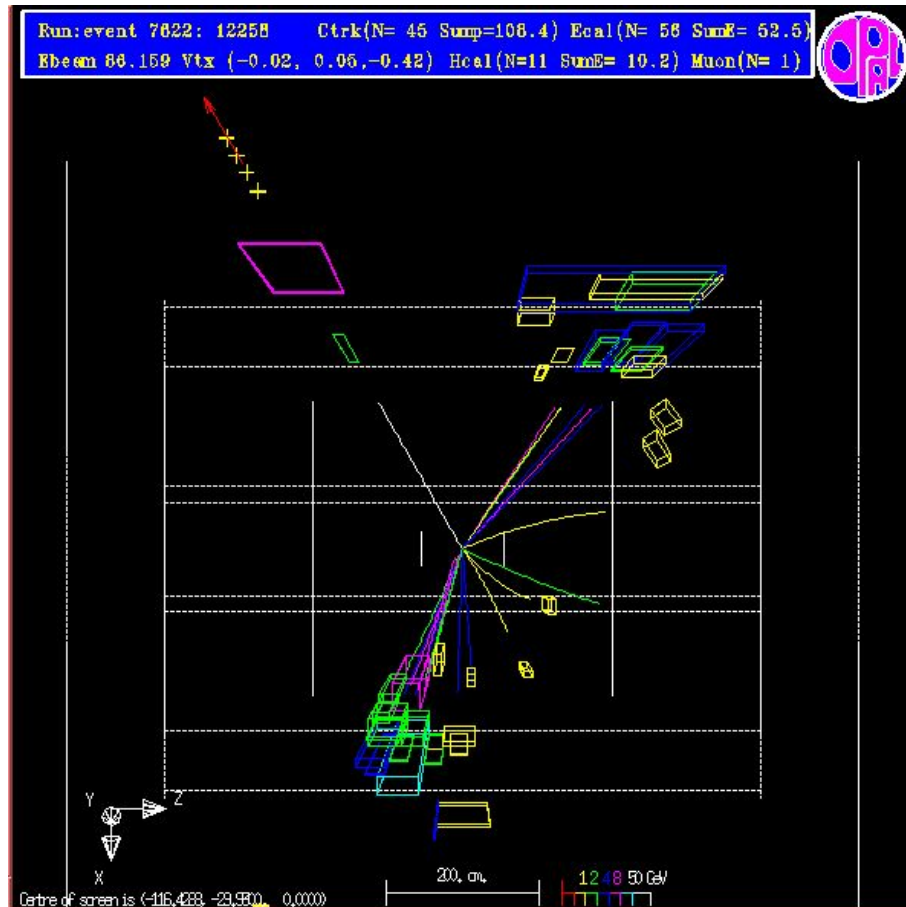 Run:event 7622: 12258 Ctrk(N= 45 Sump=108.4) Ecal(N= 56 SumE= 52.5)
Ebeam 86.159 Vtx (-0.02, 0.05,-0.42) Hcal(N=11 SumE= 10.2) Muon(N= 1)
OPAL
Y Z
X
200. cm.
1 2 4 8 50 GeV
Centre of screen is (-116.4288, -29.9800, 0.0000)